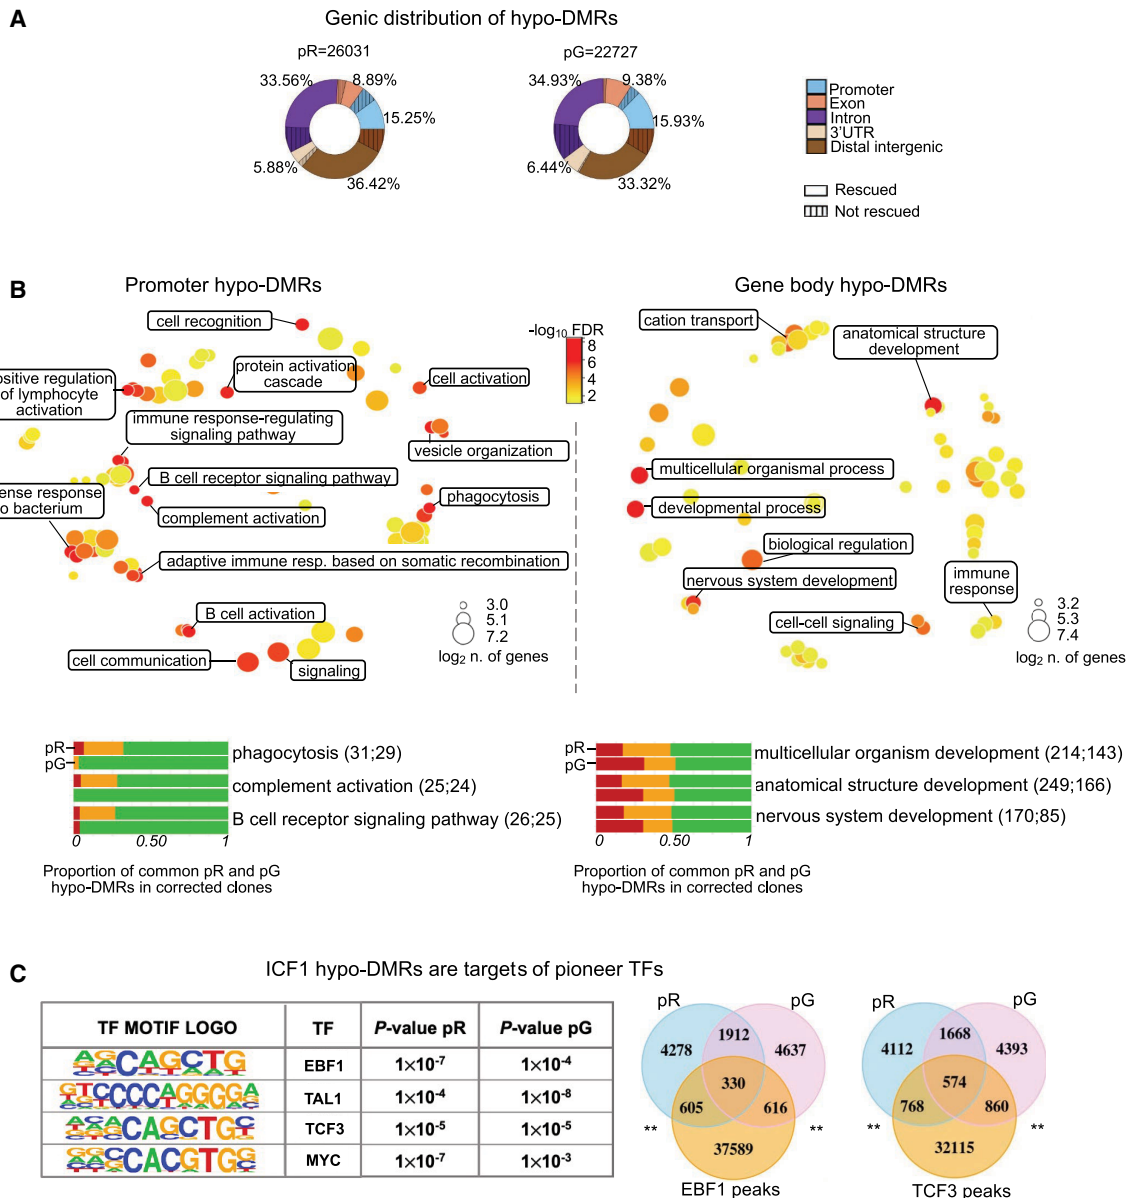 A
Genic distribution of hypo-DMRs
pR=26031
pG=22727
33.56%
8.89%
15.25%
5.88%
36.42%
34.93%
9.38%
15.93%
6.44%
33.32%
Promoter
Exon
Intron
3'UTR
Distal intergenic
Rescued
Not rescued
B
Promoter hypo-DMRs
cell recognition
-log10 FDR
8
6
4
2
ositive regulation
of lymphocyte
activation
protein activation
cascade
cell activation
immune response-regulating
signaling pathway
vesicle organization
B cell receptor signaling pathway
ense response
o bacterium
complement activation
phagocytosis
adaptive immune resp. based on somatic recombination
B cell activation
3.0
5.1
7.2
log2 n. of genes
cell communication
signaling
Gene body hypo-DMRs
cation transport
anatomical structure
development
multicellular organismal process
developmental process
biological regulation
nervous system development
immune
response
cell-cell signaling
3.2
5.3
7.4
log2 n. of genes
pR
pG
phagocytosis (31;29)
complement activation (25;24)
B cell receptor signaling pathway (26;25)
0 0.50 1
Proportion of common pR and pG
hypo-DMRs in corrected clones
pR
pG
multicellular organism development (214;143)
anatomical structure development (249;166)
nervous system development (170;85)
0 0.50 1
Proportion of common pR and pG
hypo-DMRs in corrected clones
C
ICF1 hypo-DMRs are targets of pioneer TFs
TF MOTIF LOGO TF P-value pR P-value pG
EBF1 1×10-7 1×10-4
TAL1 1×10-4 1×10-8
TCF3 1×10-5 1×10-5
MYC 1×10-7 1×10-3
pR
pG
4278
1912
4637
330
605
616
37589
**
**
EBF1 peaks
pR
pG
4112
1668
4393
574
768
860
32115
**
**
TCF3 peaks